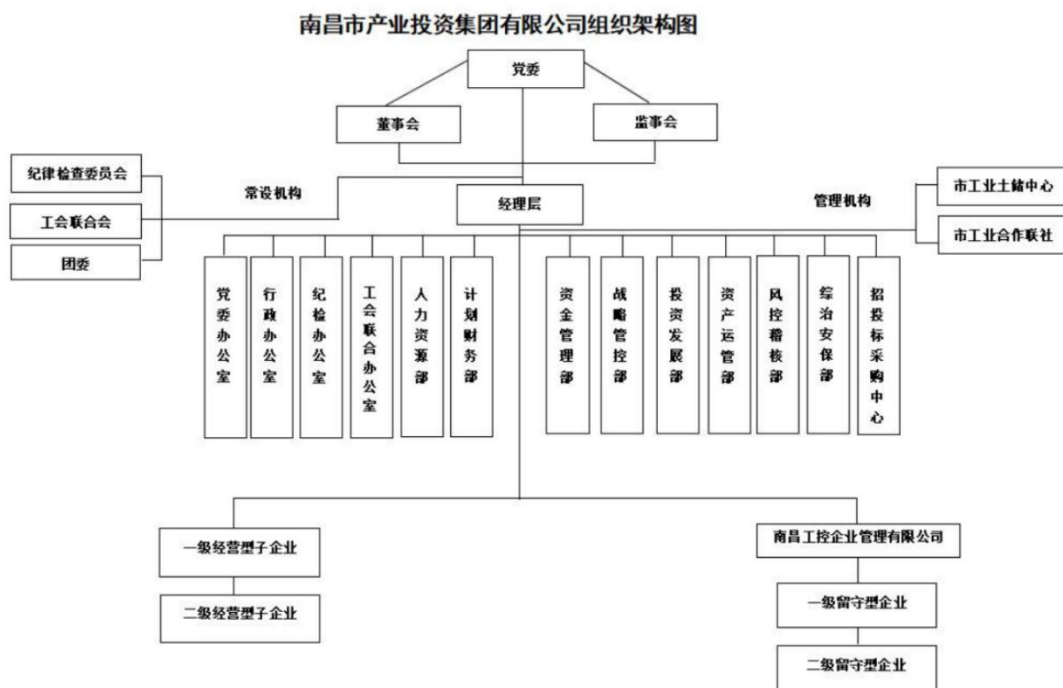 南昌市产业投资集团有限公司组织架构图
党委
董事会
监事会
纪律检查委员会
常设机构
经理层
管理机构
市工业土储中心
工会联合会
市工业合作联社
团委
党委办公室
行政办公室
纪检办公室
工会联合办公室
人力资源部
计划财务部
资金管理部
战略管控部
投资发展部
资产运管部
风控稽核部
综治安保部
招投标采购中心
一级经营型子企业
南昌工控企业管理有限公司
二级经营型子企业
一级留守型企业
二级留守型企业